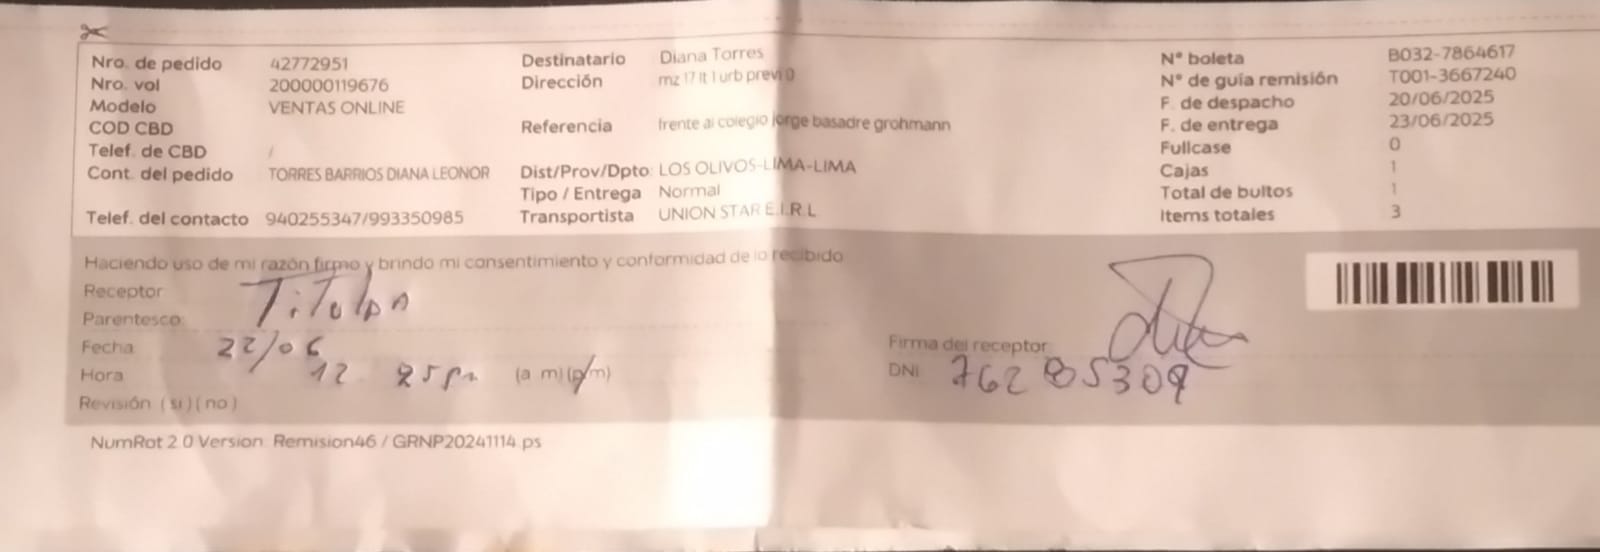 Nro. de pedido 42772951
Nro. vol 200000119676
Modelo VENTAS ONLINE
COD CBD
Telef. de CBD /
Cont. del pedido TORRES BARRIOS DIANA LEONOR
Telef. del contacto 940255347/993350985
Destinatario Diana Torres
Dirección mz 17 lt 1 urb previ 0
Referencia frente al colegio jorge basadre grohmann
Dist/Prov/Dpto: LOS OLIVOS-LIMA-LIMA
Tipo / Entrega Normal
Transportista UNION STAR E.I.R.L
N° boleta B032-7864617
N° de guía remisión T001-3667240
F. de despacho 20/06/2025
F. de entrega 23/06/2025
Fullcase 0
Cajas 1
Total de bultos 1
Items totales 3
Haciendo uso de mi razón firmo y brindo mi consentimiento y conformidad de lo recibido
Receptor Titular
Parentesco:
Fecha 22/06
Hora 12 25 pm (a m) (p/m)
Revisión ( si ) ( no )
Firma del receptor
DNI
NumRot 2.0 Version: Remision46 / GRNP20241114.ps